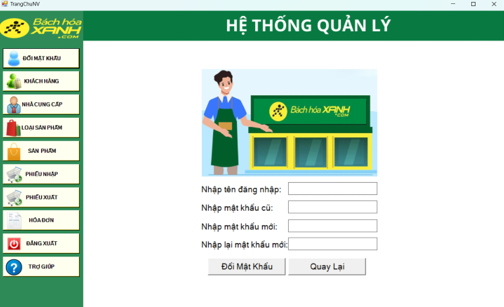 TrangChuNV
Bách hóa
XANH
.COM
HỆ THỐNG QUẢN LÝ
ĐỔI MẬT KHẨU
KHÁCH HÀNG
NHÀ CUNG CẤP
LOẠI SẢN PHẨM
SẢN PHẨM
PHIẾU NHẬP
PHIẾU XUẤT
HÓA ĐƠN
ĐĂNG XUẤT
TRỢ GIÚP
Bách hóa XANH
.COM
Nhập tên đăng nhập:
Nhập mật khẩu cũ:
Nhập mật khẩu mới:
Nhập lại mật khẩu mới:
Đổi Mật Khẩu
Quay Lại